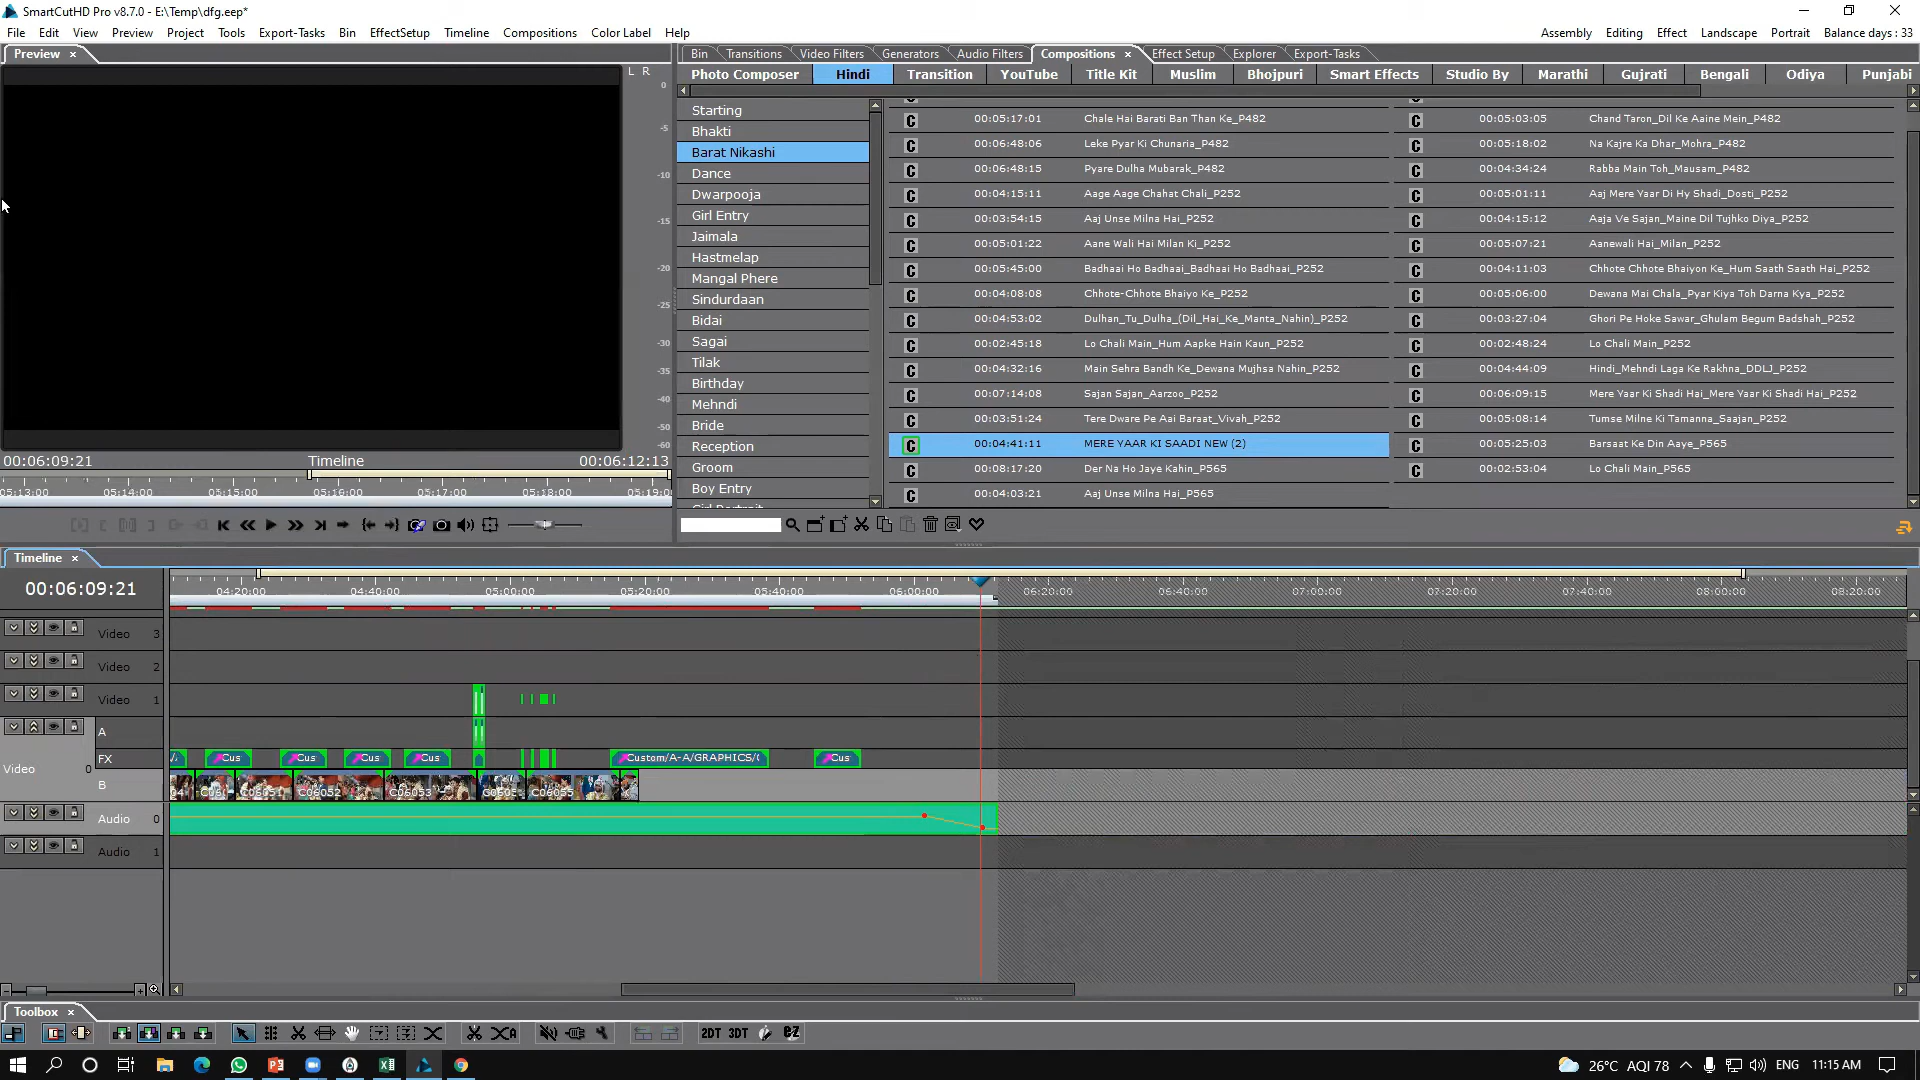 SmartCutHD Pro v8.7.0 - E:\Temp\dfg.eep*
File Edit View Preview Project Tools Export-Tasks Bin EffectSetup Timeline Compositions Color Label Help
Assembly Editing Effect Landscape Portrait Balance days : 33
Preview
Bin Transitions Video Filters Generators Audio Filters Compositions Effect Setup Explorer Export-Tasks
Photo Composer Hindi Transition YouTube Title Kit Muslim Bhojpuri Smart Effects Studio By Marathi Gujrati Bengali Odiya Punjabi
L R
0
-5
-10
-15
-20
-25
-30
-35
-40
-45
-50
-60
Starting
Bhakti
Barat Nikashi
Dance
Dwarpooja
Girl Entry
Jaimala
Hastmelap
Mangal Phere
Sindurdaan
Bidai
Sagai
Tilak
Birthday
Mehndi
Bride
Reception
Groom
Boy Entry
C 00:05:17:01 Chale Hai Barati Ban Than Ke_P482
C 00:06:48:06 Leke Pyar Ki Chunaria_P482
C 00:06:48:15 Pyare Dulha Mubarak_P482
C 00:04:15:11 Aage Aage Chahat Chali_P252
C 00:03:54:15 Aaj Unse Milna Hai_P252
C 00:05:01:22 Aane Wali Hai Milan Ki_P252
C 00:05:45:00 Badhaai Ho Badhaai_Badhaai Ho Badhaai_P252
C 00:04:08:08 Chhote-Chhote Bhaiyo Ke_P252
C 00:04:53:02 Dulhan_Tu_Dulha_(Dil_Hai_Ke_Manta_Nahin)_P252
C 00:02:45:18 Lo Chali Main_Hum Aapke Hain Kaun_P252
C 00:04:32:16 Main Sehra Bandh Ke_Dewana Mujhsa Nahin_P252
C 00:07:14:08 Sajan Sajan_Aarzoo_P252
C 00:03:51:24 Tere Dware Pe Aai Baraat_Vivah_P252
C 00:04:41:11 MERE YAAR KI SAADI NEW (2)
C 00:08:17:20 Der Na Ho Jaye Kahin_P565
C 00:04:03:21 Aaj Unse Milna Hai_P565
C 00:05:03:05 Chand Taron_Dil Ke Aaine Mein_P482
C 00:05:18:02 Na Kajre Ka Dhar_Mohra_P482
C 00:04:34:24 Rabba Main Toh_Mausam_P482
C 00:05:01:11 Aaj Mere Yaar Di Hy Shadi_Dosti_P252
C 00:04:15:12 Aaja Ve Sajan_Maine Dil Tujhko Diya_P252
C 00:05:07:21 Aanewali Hai_Milan_P252
C 00:04:11:03 Chhote Chhote Bhaiyon Ke_Hum Saath Saath Hai_P252
C 00:05:06:00 Dewana Mai Chala_Pyar Kiya Toh Darna Kya_P252
C 00:03:27:04 Ghori Pe Hoke Sawar_Ghulam Begum Badshah_P252
C 00:02:48:24 Lo Chali Main_P252
C 00:04:44:09 Hindi_Mehndi Laga Ke Rakhna_DDLJ_P252
C 00:06:09:15 Mere Yaar Ki Shadi Hai_Mere Yaar Ki Shadi Hai_P252
C 00:05:08:14 Tumse Milne Ki Tamanna_Saajan_P252
C 00:05:25:03 Barsaat Ke Din Aaye_P565
C 00:02:53:04 Lo Chali Main_P565
00:06:09:21 Timeline 00:06:12:13
05:13:00 05:14:00 05:15:00 05:16:00 05:17:00 05:18:00 05:19:0
Timeline
00:06:09:21
04:20:00 04:40:00 05:00:00 05:20:00 05:40:00 06:00:00 06:20:00 06:40:00 07:00:00 07:20:00 07:40:00 08:00:00 08:20:00
Video 3
Video 2
Video 1
A
FX Cus Cus Cus Cus Custom/A-A/GRAPHICS/( Cus
Video 0
B C06051 C06052 C06053 C06055
Audio 0
Audio 1
Toolbox
2DT 3DT eZ
26°C AQI 78 ENG 11:15 AM